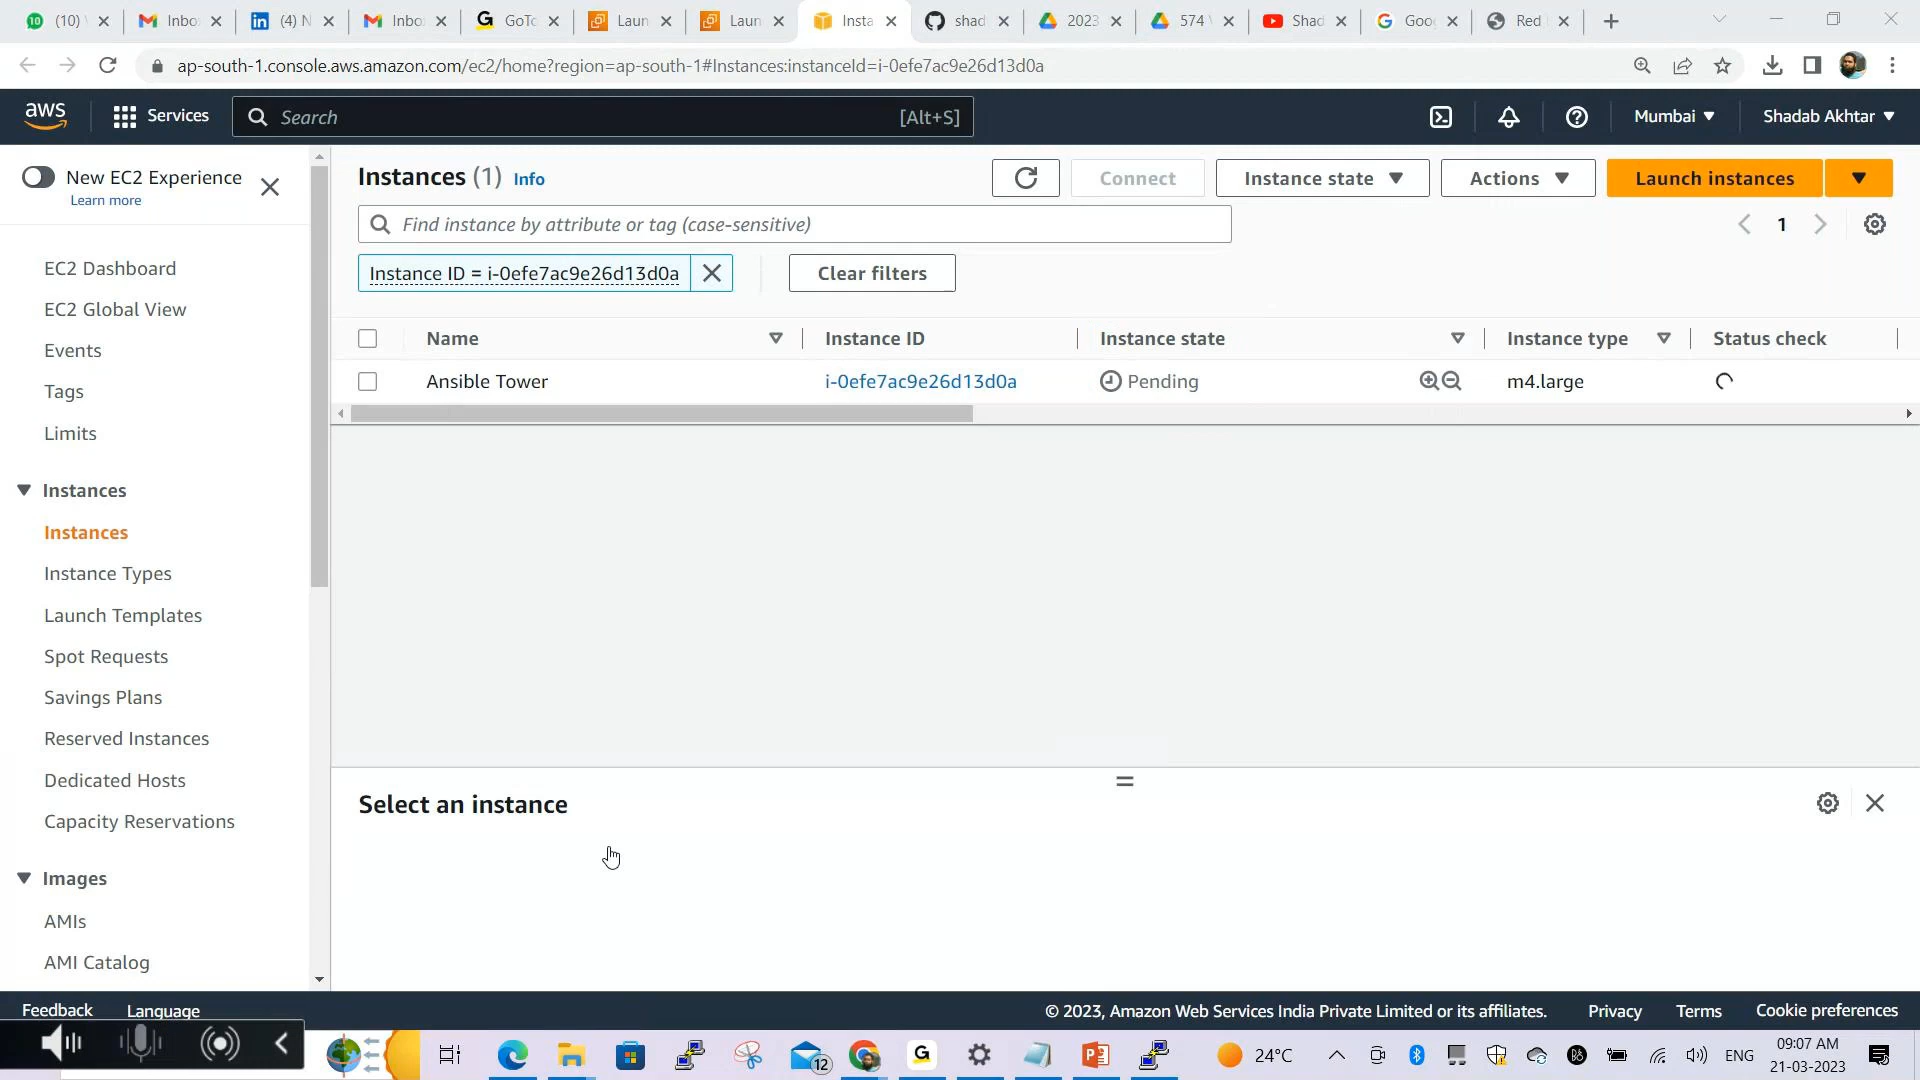 (10)
Inbo
(4) N
Inbo
GoTo
Laun
Laun
Insta
shad
2023
574
Shad
Goo
Red
ap-south-1.console.aws.amazon.com/ec2/home?region=ap-south-1#Instances:instanceId=i-0efe7ac9e26d13d0a
aws
Services
Search
[Alt+S]
Mumbai
Shadab Akhtar
New EC2 Experience
Learn more
EC2 Dashboard
EC2 Global View
Events
Tags
Limits
Instances
Instances
Instance Types
Launch Templates
Spot Requests
Savings Plans
Reserved Instances
Dedicated Hosts
Capacity Reservations
Images
AMIs
AMI Catalog
Instances (1) Info
Connect
Instance state
Actions
Launch instances
Find instance by attribute or tag (case-sensitive)
1
Instance ID = i-0efe7ac9e26d13d0a
Clear filters
Name
Instance ID
Instance state
Instance type
Status check
Ansible Tower
i-0efe7ac9e26d13d0a
Pending
m4.large
Select an instance
Feedback
Language
© 2023, Amazon Web Services India Private Limited or its affiliates.
Privacy
Terms
Cookie preferences
12
24°C
ENG
09:07 AM
21-03-2023